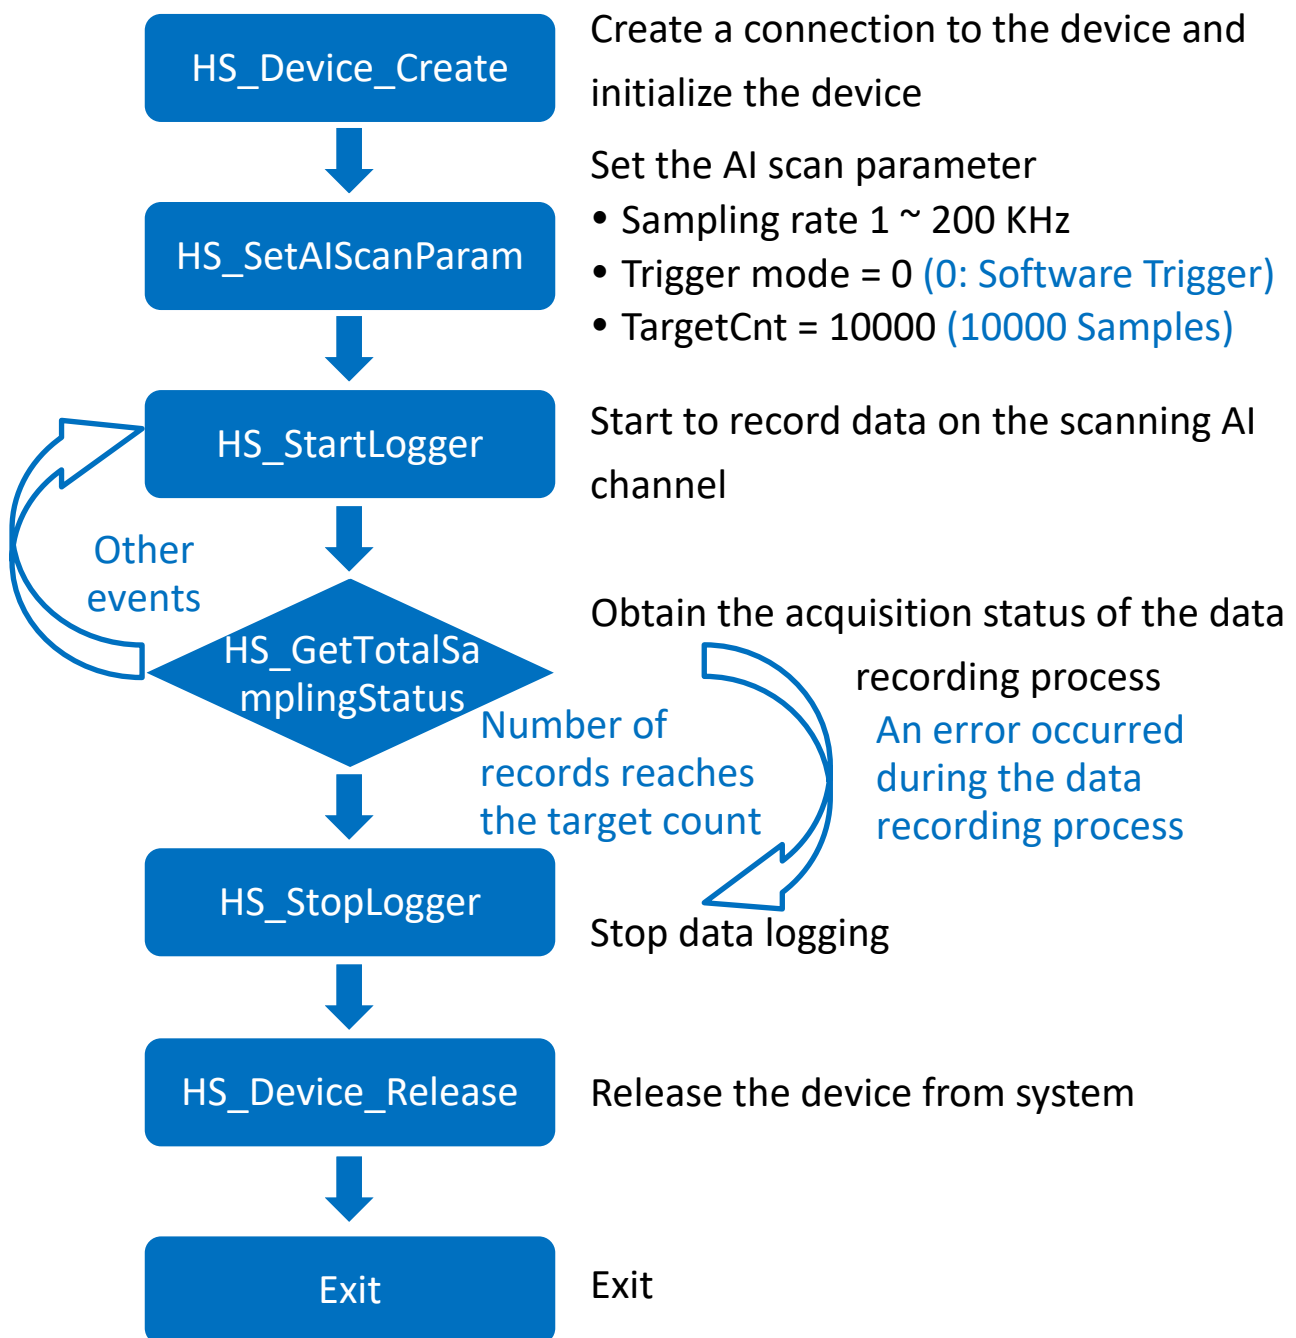 HS_Device_Create
Create a connection to the device and
initialize the device
HS_SetAIScanParam
Set the AI scan parameter
• Sampling rate 1 ~ 200 KHz
• Trigger mode = 0 (0: Software Trigger)
• TargetCnt = 10000 (10000 Samples)
HS_StartLogger
Start to record data on the scanning AI
channel
Other
events
HS_GetTotalSa
mplingStatus
Obtain the acquisition status of the data
recording process
Number of
records reaches
the target count
An error occurred
during the data
recording process
HS_StopLogger
Stop data logging
HS_Device_Release
Release the device from system
Exit
Exit